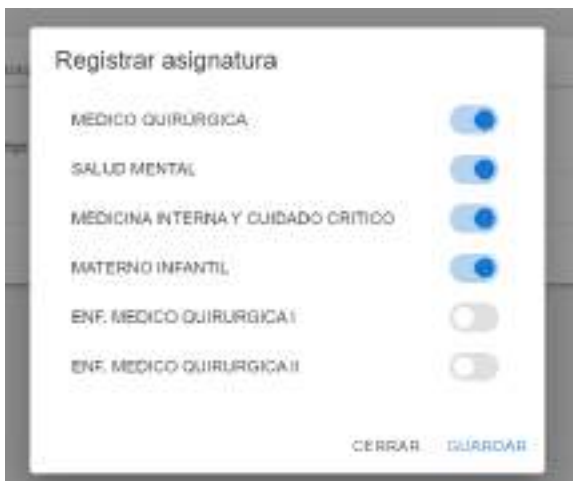 Registrar asignatura
MEDICO QUIRÚRGICA
SALUD MENTAL
MEDICINA INTERNA Y CUIDADO CRITICO
MATERNO INFANTIL
ENF. MEDICO QUIRURGICA I
ENF. MEDICO QUIRURGICA II
CERRAR GUARDAR